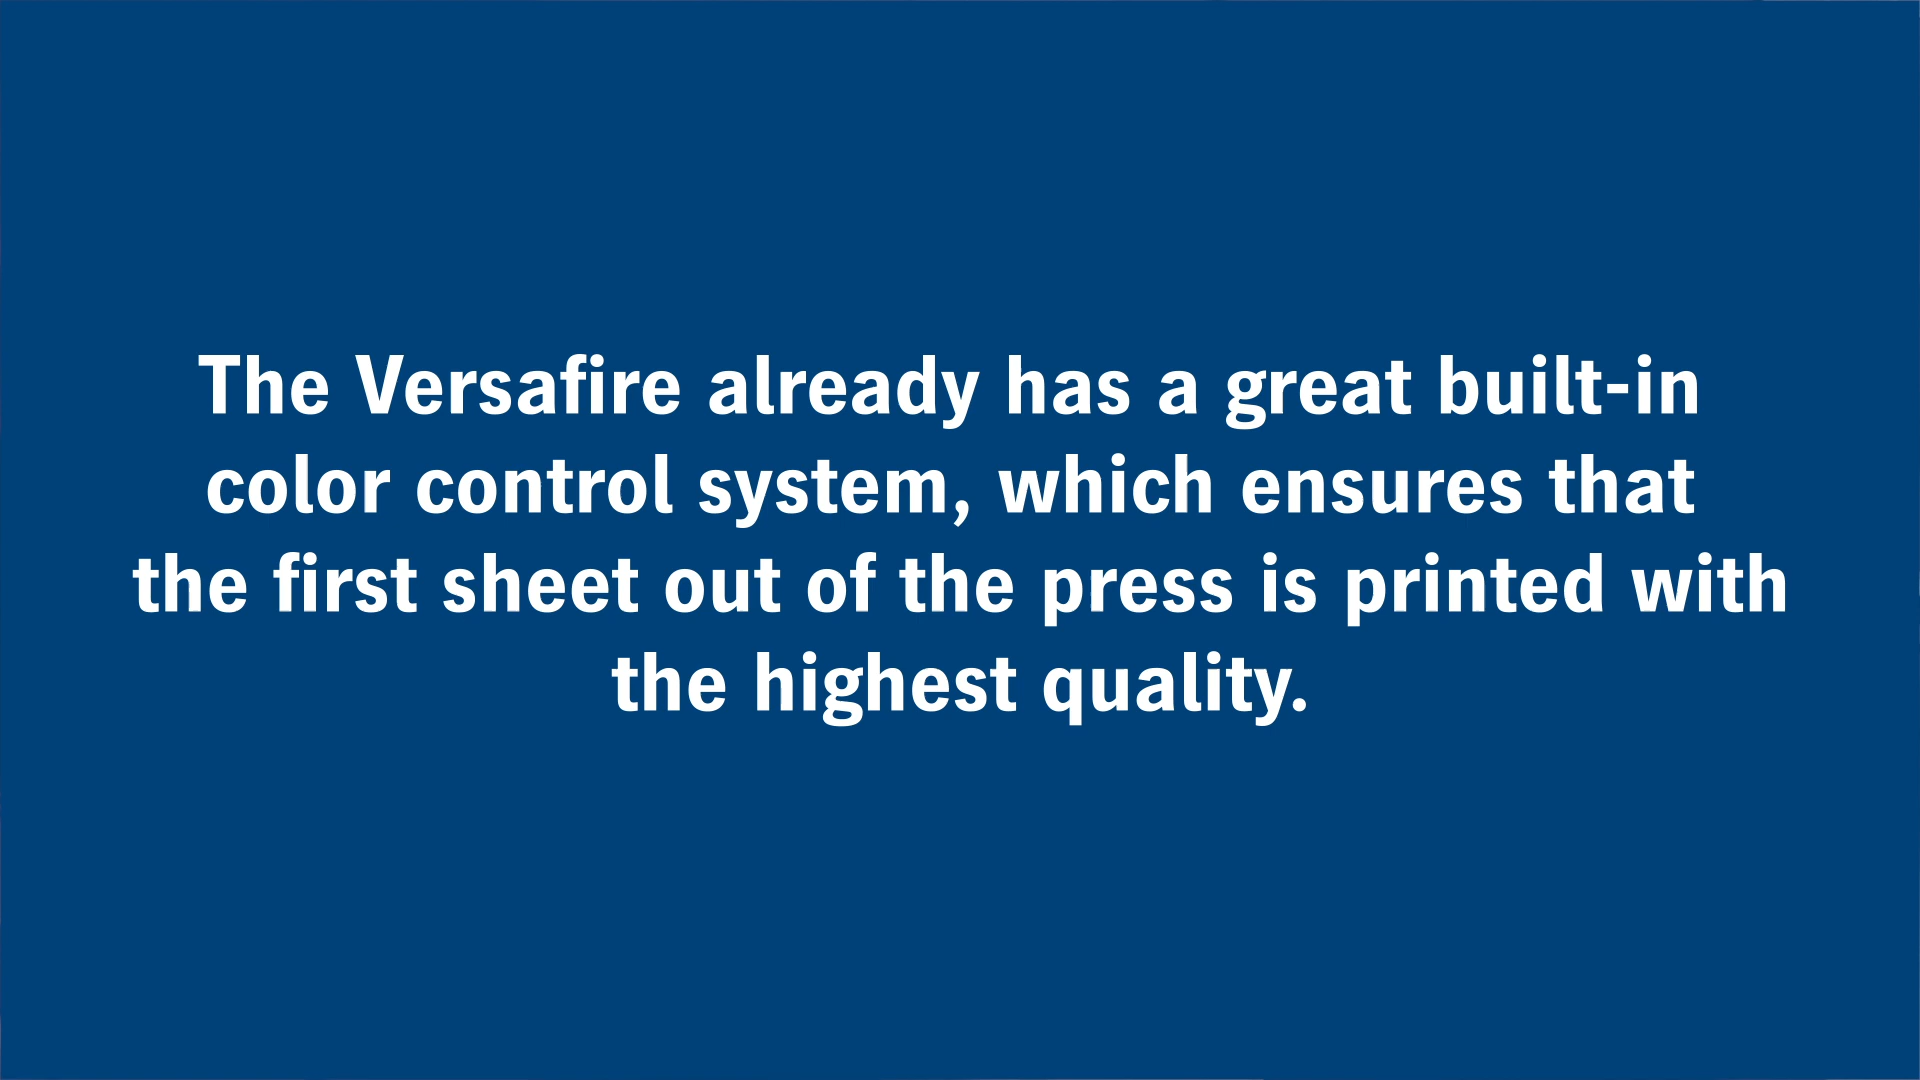 The Versafire already has a great built-in
color control system, which ensures that
the first sheet out of the press is printed with
the highest quality.